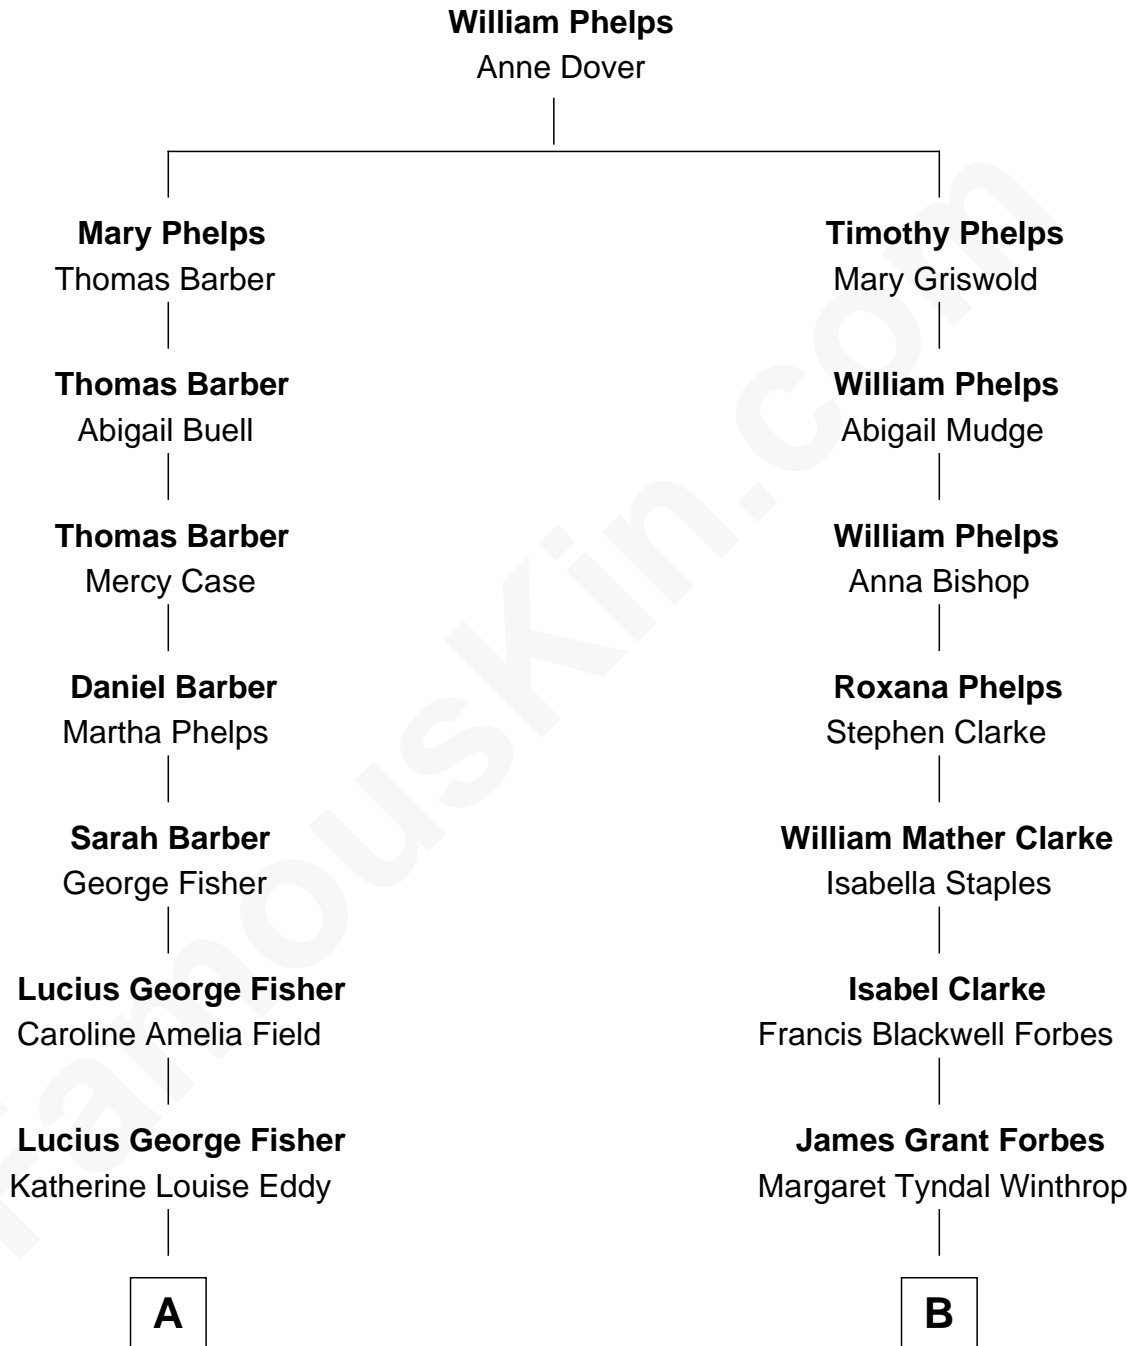 William Phelps
Anne Dover
Mary Phelps
Thomas Barber
Timothy Phelps
Mary Griswold
Thomas Barber
Abigail Buell
William Phelps
Abigail Mudge
Thomas Barber
Mercy Case
William Phelps
Anna Bishop
Daniel Barber
Martha Phelps
Roxana Phelps
Stephen Clarke
Sarah Barber
George Fisher
William Mather Clarke
Isabella Staples
Lucius George Fisher
Caroline Amelia Field
Isabel Clarke
Francis Blackwell Forbes
Lucius George Fisher
Katherine Louise Eddy
James Grant Forbes
Margaret Tyndal Winthrop
A
B
FamousKin.com